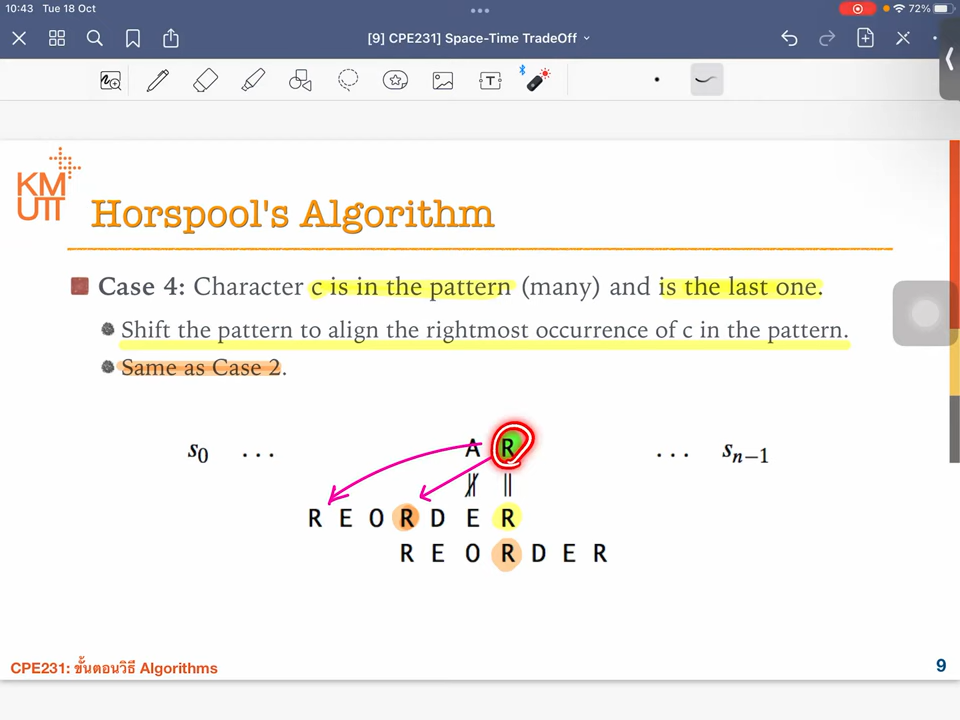 10:43 Tue 18 Oct
72%
[9] CPE231] Space-Time TradeOff
T
KM
UTT
Horspool's Algorithm
Case 4: Character c is in the pattern (many) and is the last one.
Shift the pattern to align the rightmost occurrence of c in the pattern.
Same as Case 2.
s0 ... A R ... sn−1
R E O R D E R
R E O R D E R
CPE231: ขั้นตอนวิธี Algorithms
9